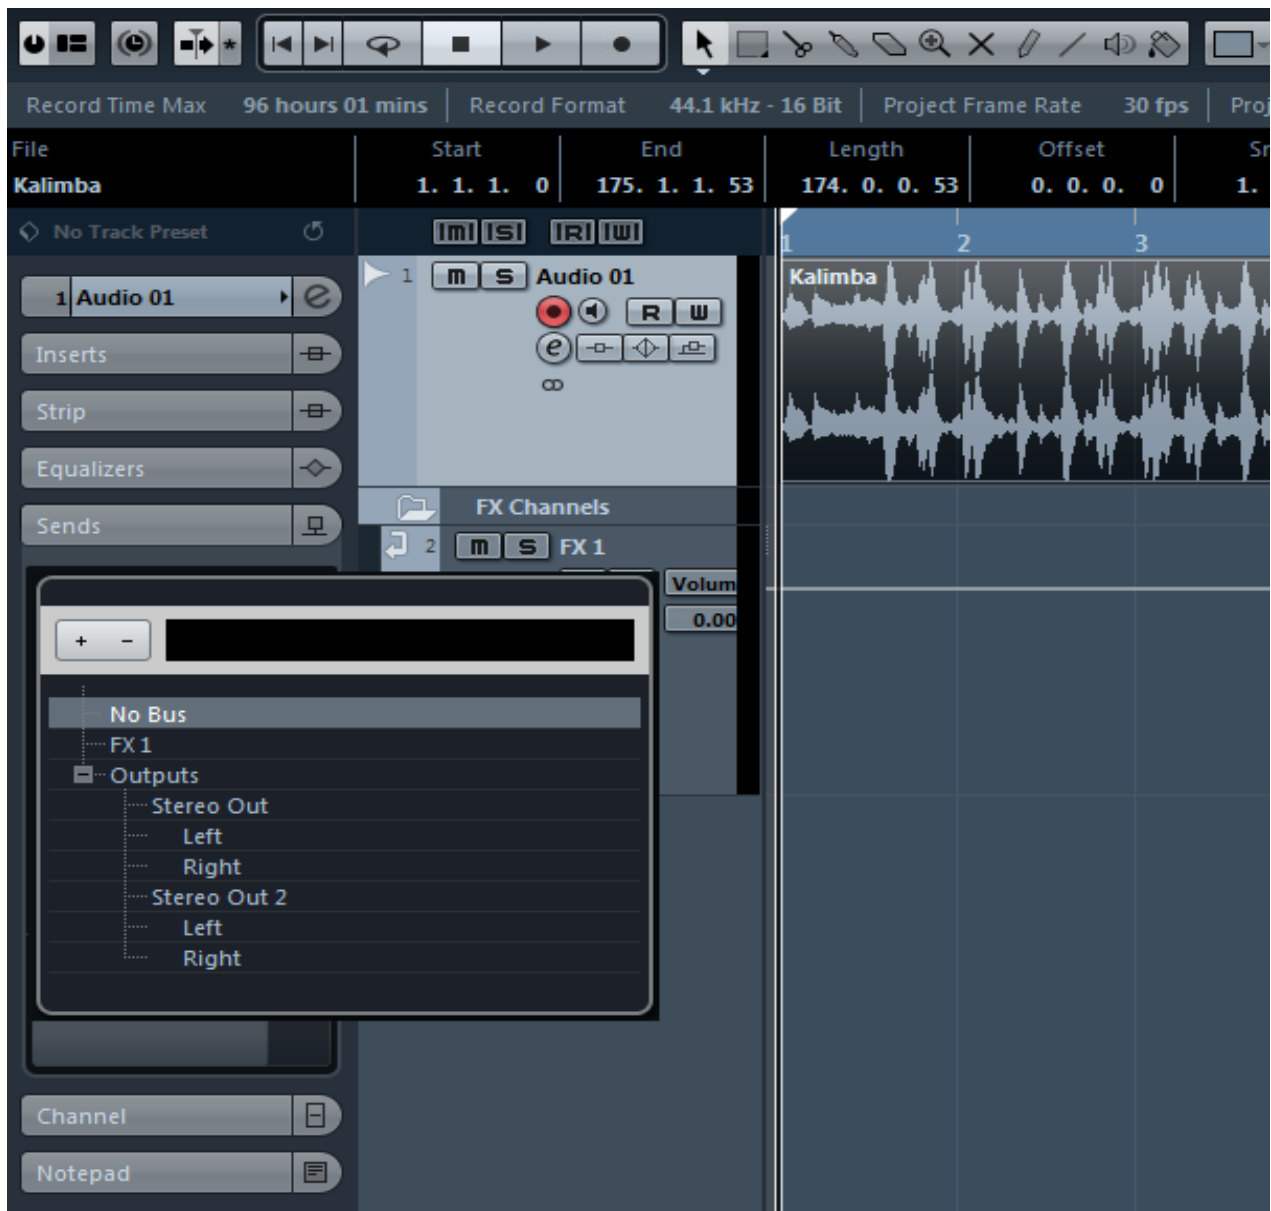 Record Time Max 96 hours 01 mins Record Format 44.1 kHz - 16 Bit Project Frame Rate 30 fps Proj
File Start End Length Offset Sn
Kalimba 1. 1. 1. 0 175. 1. 1. 53 174. 0. 0. 53 0. 0. 0. 0 1.
No Track Preset m S R W
1 2 3
1 Audio 01 e
1 m S Audio 01
Kalimba
R W
e
Inserts
Strip
Equalizers
Sends
FX Channels
2 m S FX 1
Volum
0.00
+ -
No Bus
FX 1
Outputs
Stereo Out
Left
Right
Stereo Out 2
Left
Right
Channel
Notepad